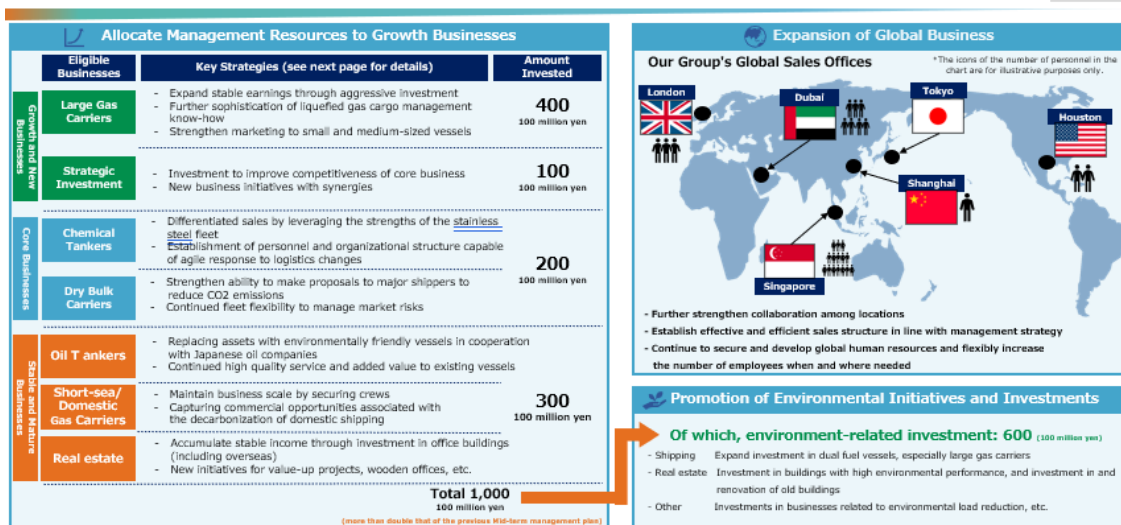 Allocate Management Resources to Growth Businesses
Eligible
Businesses
Key Strategies (see next page for details)
Amount
Invested
Growth and New
Businesses
Large Gas
Carriers
- Expand stable earnings through aggressive investment
- Further sophistication of liquefied gas cargo management
know-how
- Strengthen marketing to small and medium-sized vessels
400
100 million yen
Strategic
Investment
- Investment to improve competitiveness of core business
- New business initiatives with synergies
100
100 million yen
Core Businesses
Chemical
Tankers
- Differentiated sales by leveraging the strengths of the stainless
steel fleet
- Establishment of personnel and organizational structure capable
of agile response to logistics changes
Dry Bulk
Carriers
- Strengthen ability to make proposals to major shippers to
reduce CO2 emissions
- Continued fleet flexibility to manage market risks
200
100 million yen
Stable and Mature
Businesses
Oil T ankers
- Replacing assets with environmentally friendly vessels in cooperation
with Japanese oil companies
- Continued high quality service and added value to existing vessels
Short-sea/
Domestic
Gas Carriers
- Maintain business scale by securing crews
- Capturing commercial opportunities associated with
the decarbonization of domestic shipping
300
100 million yen
Real estate
- Accumulate stable income through investment in office buildings
(including overseas)
- New initiatives for value-up projects, wooden offices, etc.
Total 1,000
100 million yen
(more than double that of the previous Mid-term management plan)
Expansion of Global Business
Our Group's Global Sales Offices
*The icons of the number of personnel in the
chart are for illustrative purposes only.
London
Dubai
Tokyo
Houston
Shanghai
Singapore
- Further strengthen collaboration among locations
- Establish effective and efficient sales structure in line with management strategy
- Continue to secure and develop global human resources and flexibly increase
the number of employees when and where needed
Promotion of Environmental Initiatives and Investments
Of which, environment-related investment: 600 (100 million yen)
- Shipping Expand investment in dual fuel vessels, especially large gas carriers
- Real estate Investment in buildings with high environmental performance, and investment in and
renovation of old buildings
- Other Investments in businesses related to environmental load reduction, etc.